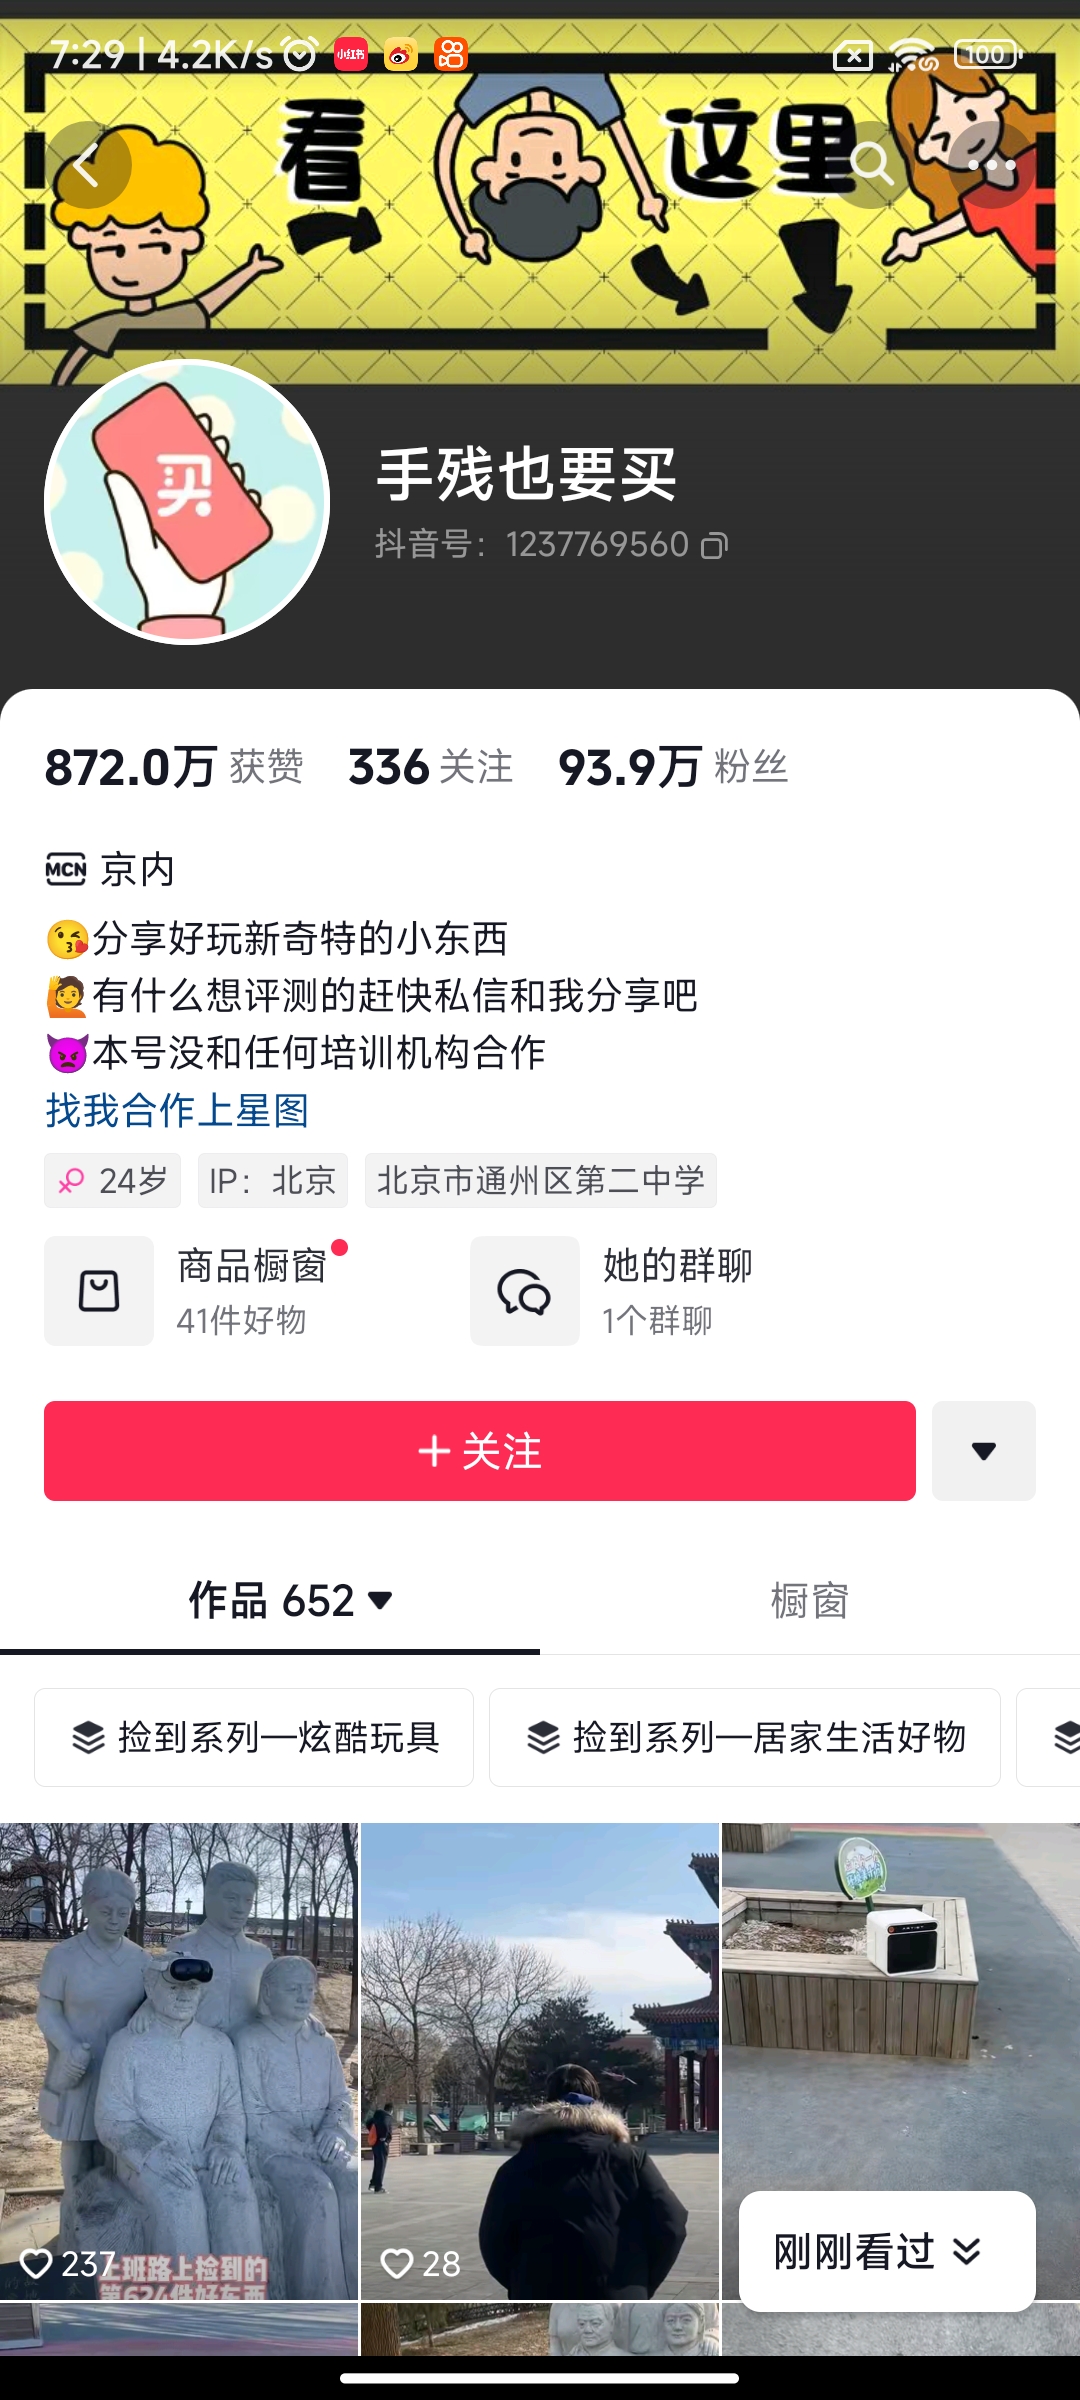 7:29 | 4.2K/s
小红书
100
看
这里
买
手残也要买
抖音号：1237769560
872.0万 获赞 336 关注 93.9万 粉丝
MCN 京内
😘分享好玩新奇特的小东西
🙋有什么想评测的赶快私信和我分享吧
👿本号没和任何培训机构合作
找我合作上星图
24岁 IP：北京 北京市通州区第二中学
商品橱窗
41件好物
她的群聊
1个群聊
+ 关注
作品 652
橱窗
捡到系列—炫酷玩具
捡到系列—居家生活好物
237
上班路上捡到的
第624件好东西
28
刚刚看过